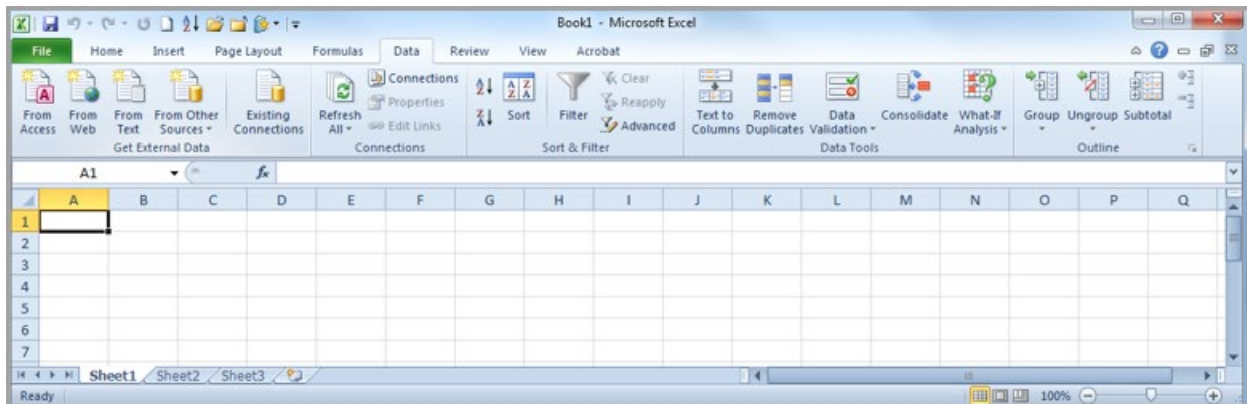 Book1 - Microsoft Excel
File Home Insert Page Layout Formulas Data Review View Acrobat
From Access
From Web
From Text
From Other Sources
Existing Connections
Get External Data
Refresh All
Connections
Properties
Edit Links
Connections
Sort
Filter
Clear
Reapply
Advanced
Sort & Filter
Text to Columns
Remove Duplicates
Data Validation
Consolidate
What-If Analysis
Data Tools
Group
Ungroup
Subtotal
Outline
A1 fx
A B C D E F G H I J K L M N O P Q
1
2
3
4
5
6
7
Sheet1 Sheet2 Sheet3
Ready 100%